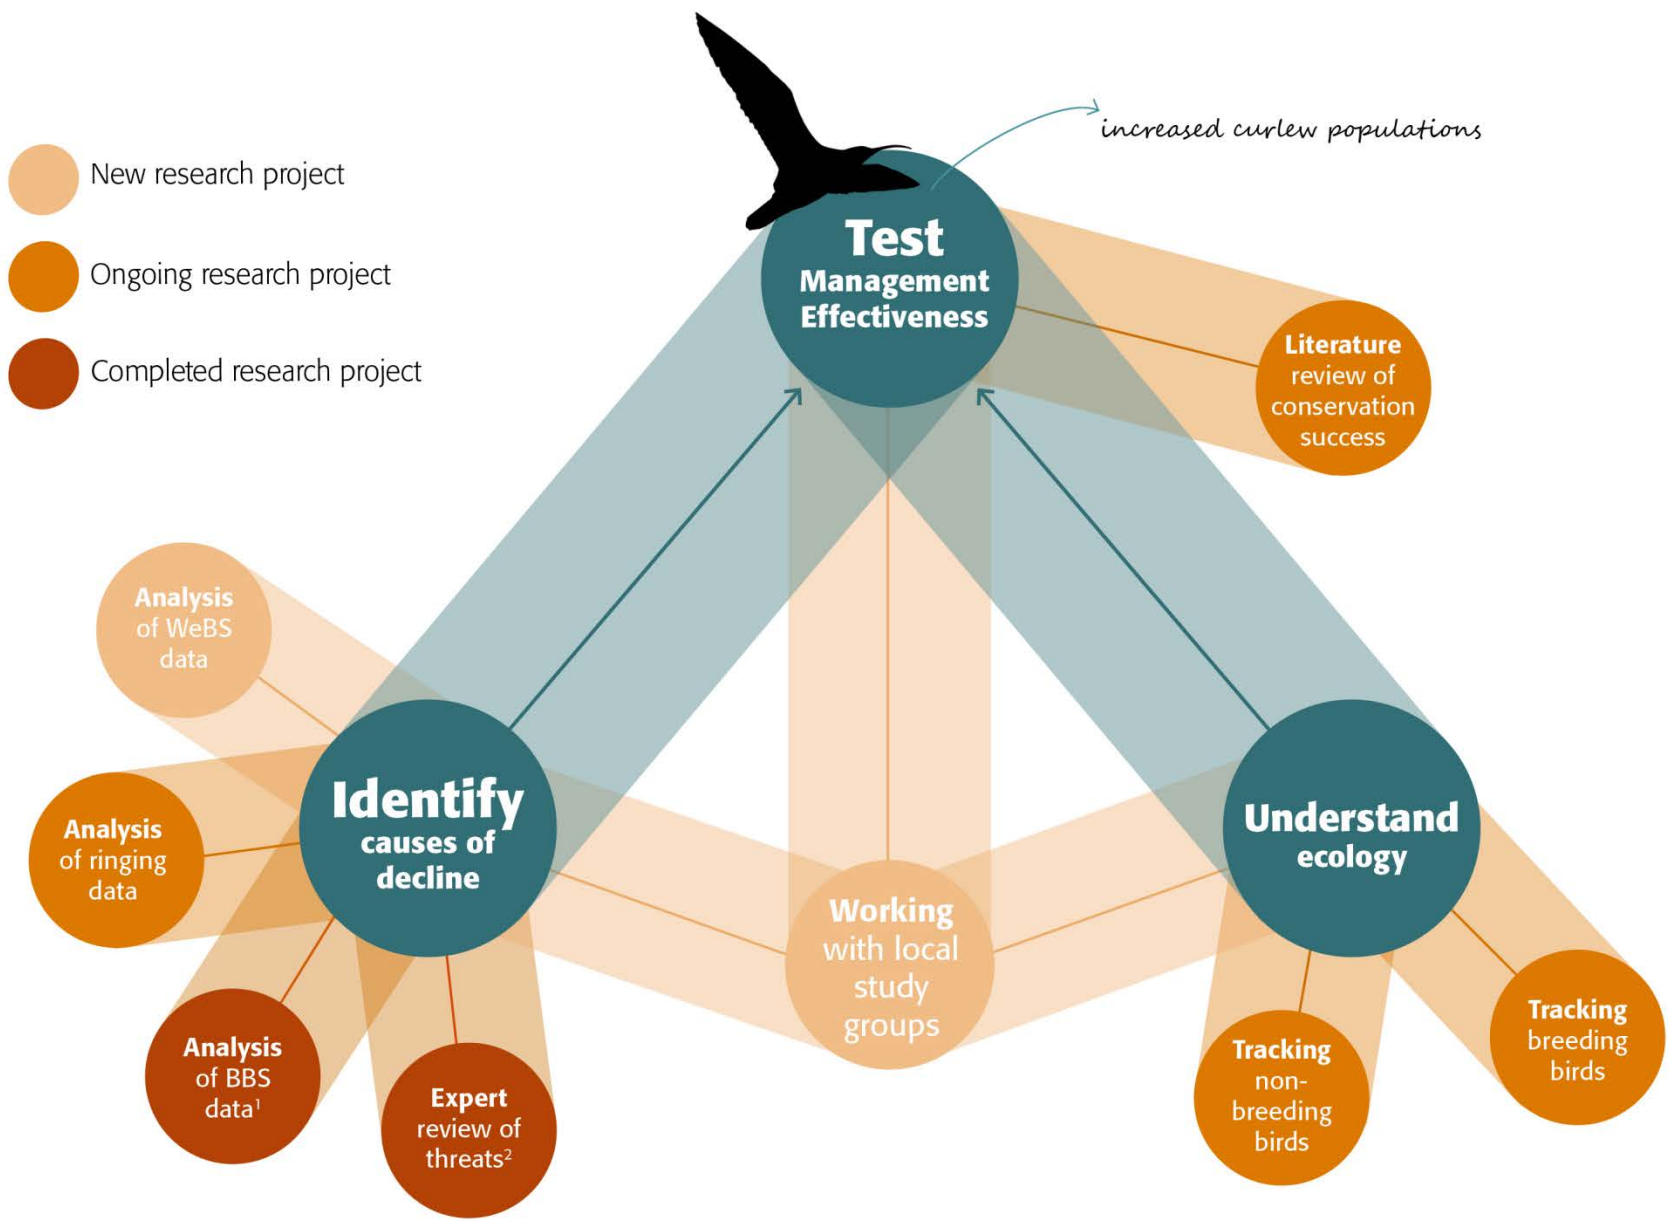 increased curlew populations
New research project
Ongoing research project
Completed research project
Test
Management
Effectiveness
Literature
review of
conservation
success
Analysis
of WeBS
data
Analysis
of ringing
data
Identify
causes of
decline
Understand
ecology
Working
with local
study
groups
Analysis
of BBS
data¹
Expert
review of
threats²
Tracking
non-
breeding
birds
Tracking
breeding
birds